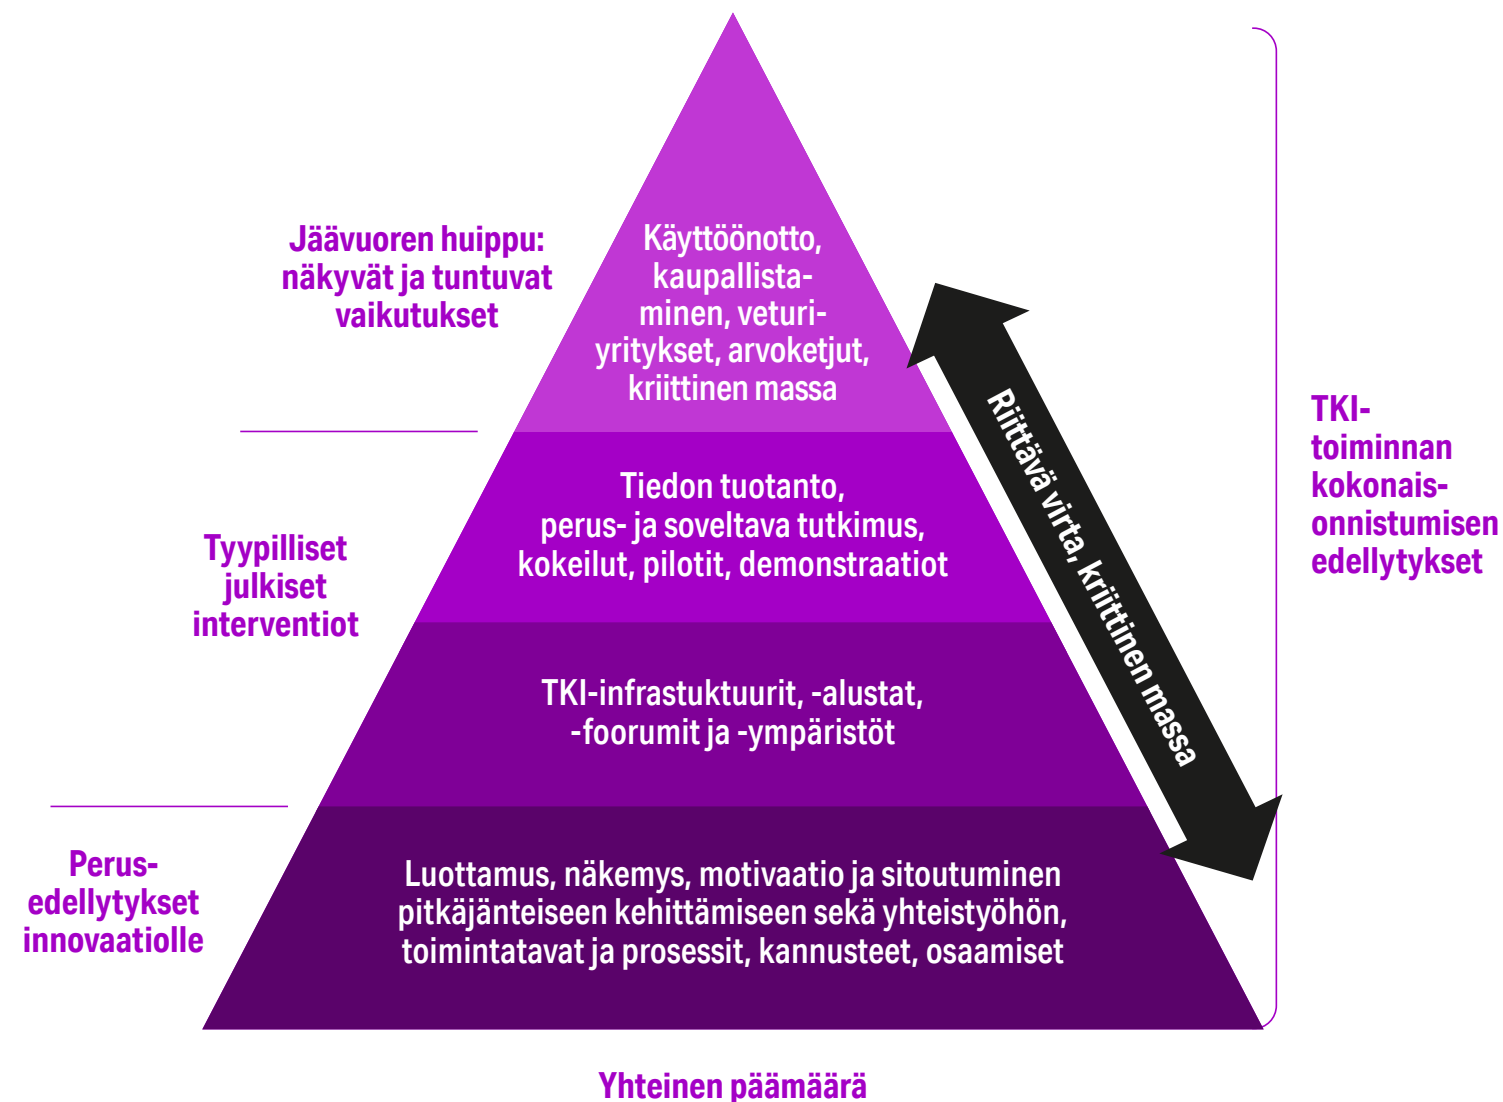 Jäävuoren huippu:
näkyvät ja tuntuvat
vaikutukset
Käyttöönotto,
kaupallista-
minen, veturi-
yritykset, arvoketjut,
kriittinen massa
Tyypilliset
julkiset
interventiot
Tiedon tuotanto,
perus- ja soveltava tutkimus,
kokeilut, pilotit, demonstraatiot
TKI-infrastuktuurit, -alustat,
-foorumit ja -ympäristöt
Perus-
edellytykset
innovaatiolle
Luottamus, näkemys, motivaatio ja sitoutuminen
pitkäjänteiseen kehittämiseen sekä yhteistyöhön,
toimintatavat ja prosessit, kannusteet, osaamiset
Riittävä virta, kriittinen massa
TKI-
toiminnan
kokonais-
onnistumisen
edellytykset
Yhteinen päämäärä